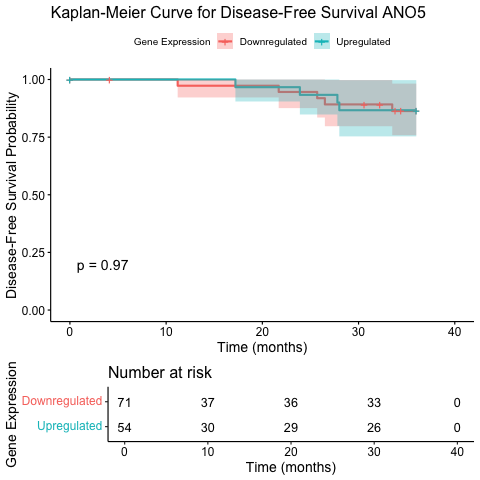 Kaplan-Meier Curve for Disease-Free Survival ANO5
Gene Expression Downregulated Upregulated
Disease-Free Survival Probability
1.00
0.75
0.50
0.25
0.00
p = 0.97
0 10 20 30 40
Time (months)
Number at risk
Gene Expression
Downregulated 71 37 36 33 0
Upregulated 54 30 29 26 0
0 10 20 30 40
Time (months)